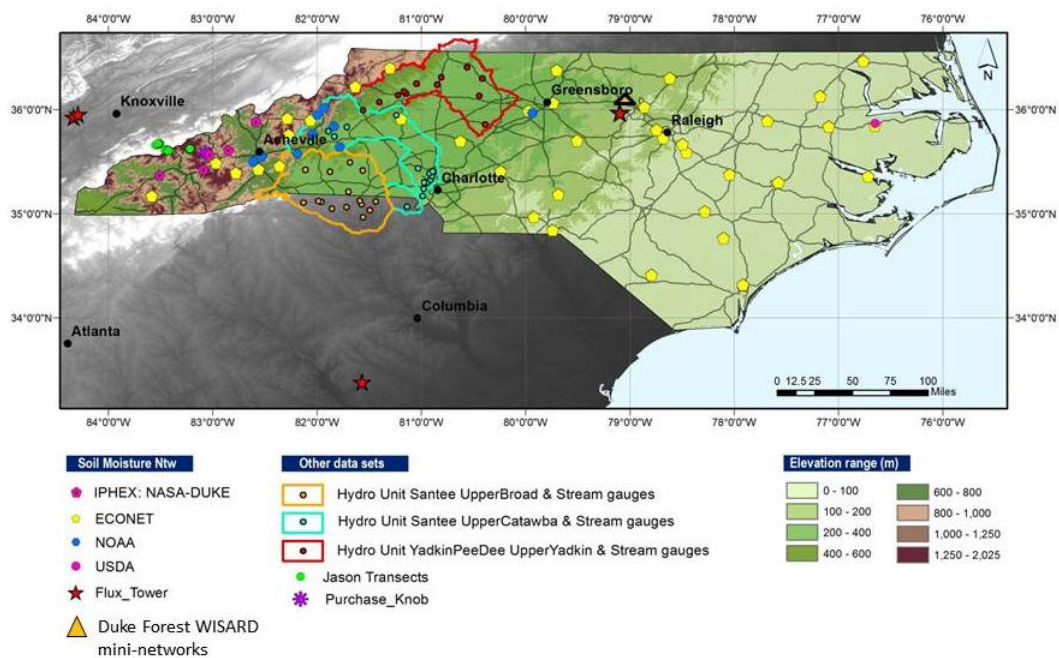 84°0'0"W 83°0'0"W 82°0'0"W 81°0'0"W 80°0'0"W 79°0'0"W 78°0'0"W 77°0'0"W 76°0'0"W
N
36°0'0"N Knoxville Greensboro 36°0'0"N
Raleigh
Asheville
Charlotte
35°0'0"N 35°0'0"N
Columbia
34°0'0"N 34°0'0"N
Atlanta
0 12.5 25 50 75 100
Miles
84°0'0"W 83°0'0"W 82°0'0"W 81°0'0"W 80°0'0"W 79°0'0"W 78°0'0"W 77°0'0"W 76°0'0"W
Soil Moisture Ntw
IPHEX: NASA-DUKE
ECONET
NOAA
USDA
Flux_Tower
Duke Forest WISARD
mini-networks
Other data sets
Hydro Unit Santee UpperBroad & Stream gauges
Hydro Unit Santee UpperCatawba & Stream gauges
Hydro Unit YadkinPeeDee UpperYadkin & Stream gauges
Jason Transects
Purchase_Knob
Elevation range (m)
0 - 100
100 - 200
200 - 400
400 - 600
600 - 800
800 - 1,000
1,000 - 1,250
1,250 - 2,025